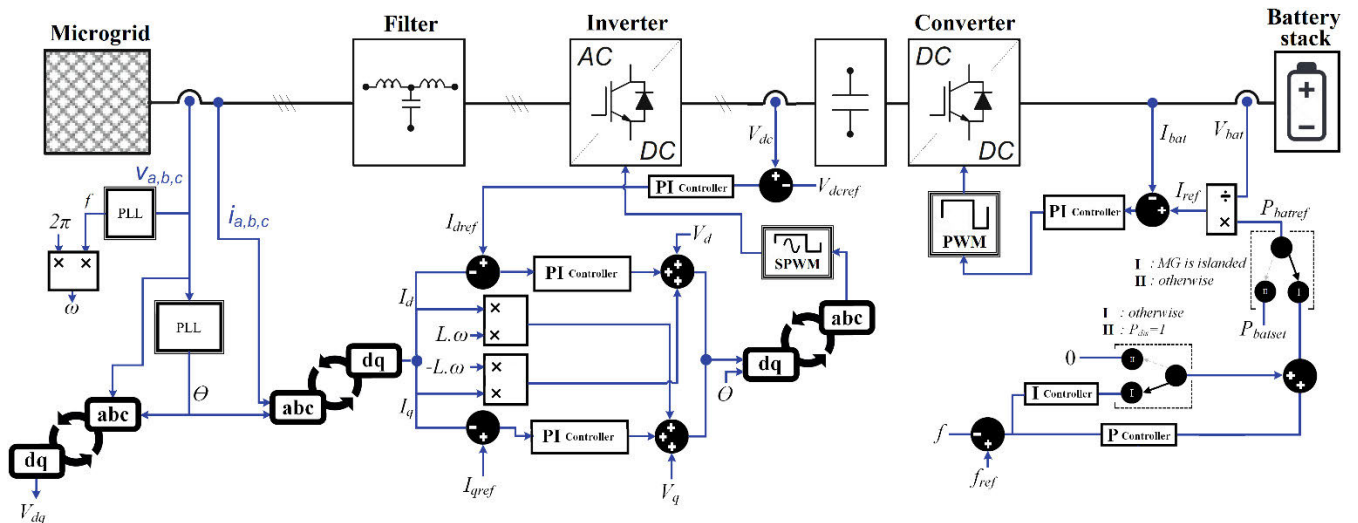 Microgrid
Filter
Inverter
Converter
Battery
stack
AC
DC
DC
DC
V_dc
I_bat
V_bat
PI Controller
V_dcref
v_a,b,c
i_a,b,c
f
PLL
2π
ω
PLL
Θ
abc
dq
V_dq
abc
dq
I_dref
I_d
L.ω
-L.ω
I_q
I_qref
PI Controller
PI Controller
V_d
V_q
SPWM
abc
dq
Θ
PWM
PI Controller
I_ref
÷
×
P_batref
I : MG is islanded
II : otherwise
II
I
P_batset
I : otherwise
0
II
I
I Controller
P Controller
f
f_ref